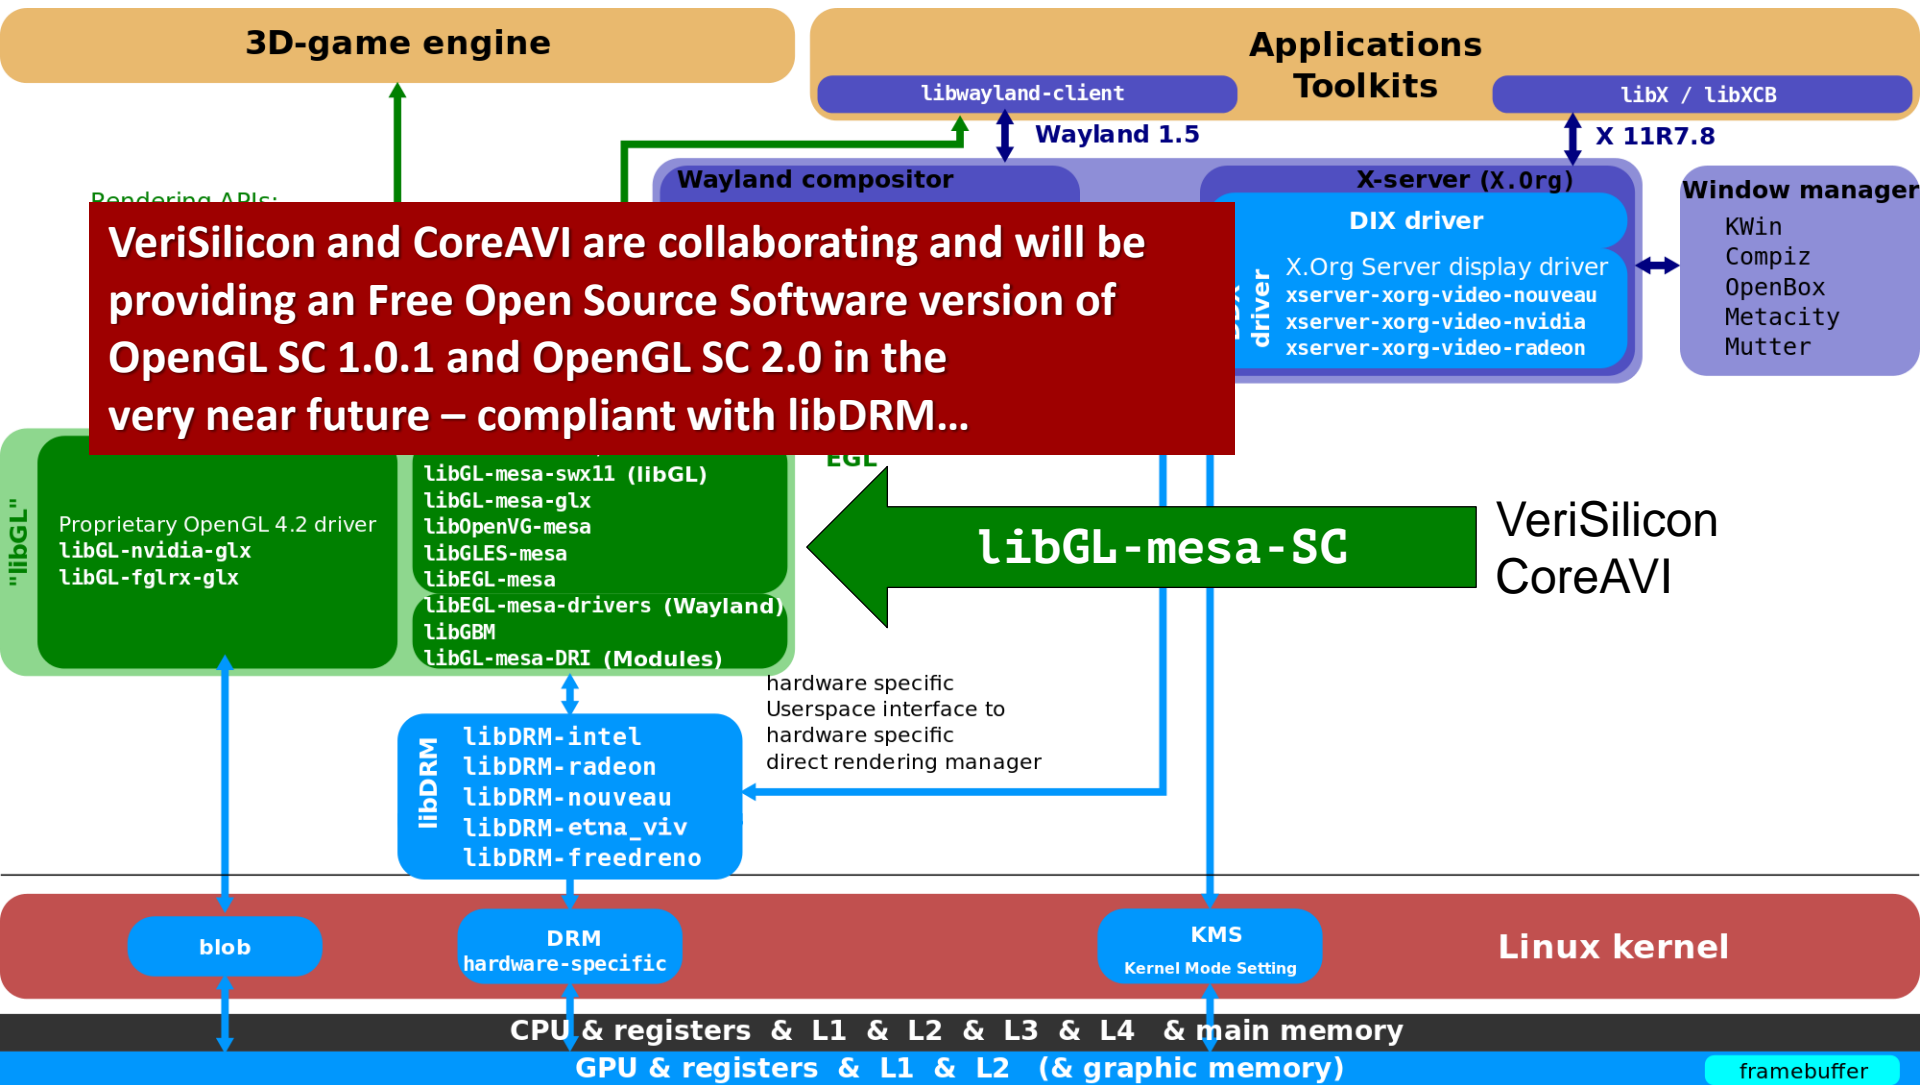 3D-game engine
Applications
Toolkits
libwayland-client
libX / libXCB
Wayland 1.5
X 11R7.8
Rendering APIs:
Wayland compositor
X-server (X.Org)
DIX driver
driver
X.Org Server display driver
xserver-xorg-video-nouveau
xserver-xorg-video-nvidia
xserver-xorg-video-radeon
Window manager
KWin
Compiz
OpenBox
Metacity
Mutter
VeriSilicon and CoreAVI are collaborating and will be
providing an Free Open Source Software version of
OpenGL SC 1.0.1 and OpenGL SC 2.0 in the
very near future – compliant with libDRM...
EGL
"libGL"
Proprietary OpenGL 4.2 driver
libGL-nvidia-glx
libGL-fglrx-glx
libGL-mesa-swx11 (libGL)
libGL-mesa-glx
libOpenVG-mesa
libGLES-mesa
libEGL-mesa
libEGL-mesa-drivers (Wayland)
libGBM
libGL-mesa-DRI (Modules)
libGL-mesa-SC
VeriSilicon
CoreAVI
hardware specific
Userspace interface to
hardware specific
direct rendering manager
libDRM
libDRM-intel
libDRM-radeon
libDRM-nouveau
libDRM-etna_viv
libDRM-freedreno
blob
DRM
hardware-specific
KMS
Kernel Mode Setting
Linux kernel
CPU & registers & L1 & L2 & L3 & L4 & main memory
GPU & registers & L1 & L2 (& graphic memory)
framebuffer